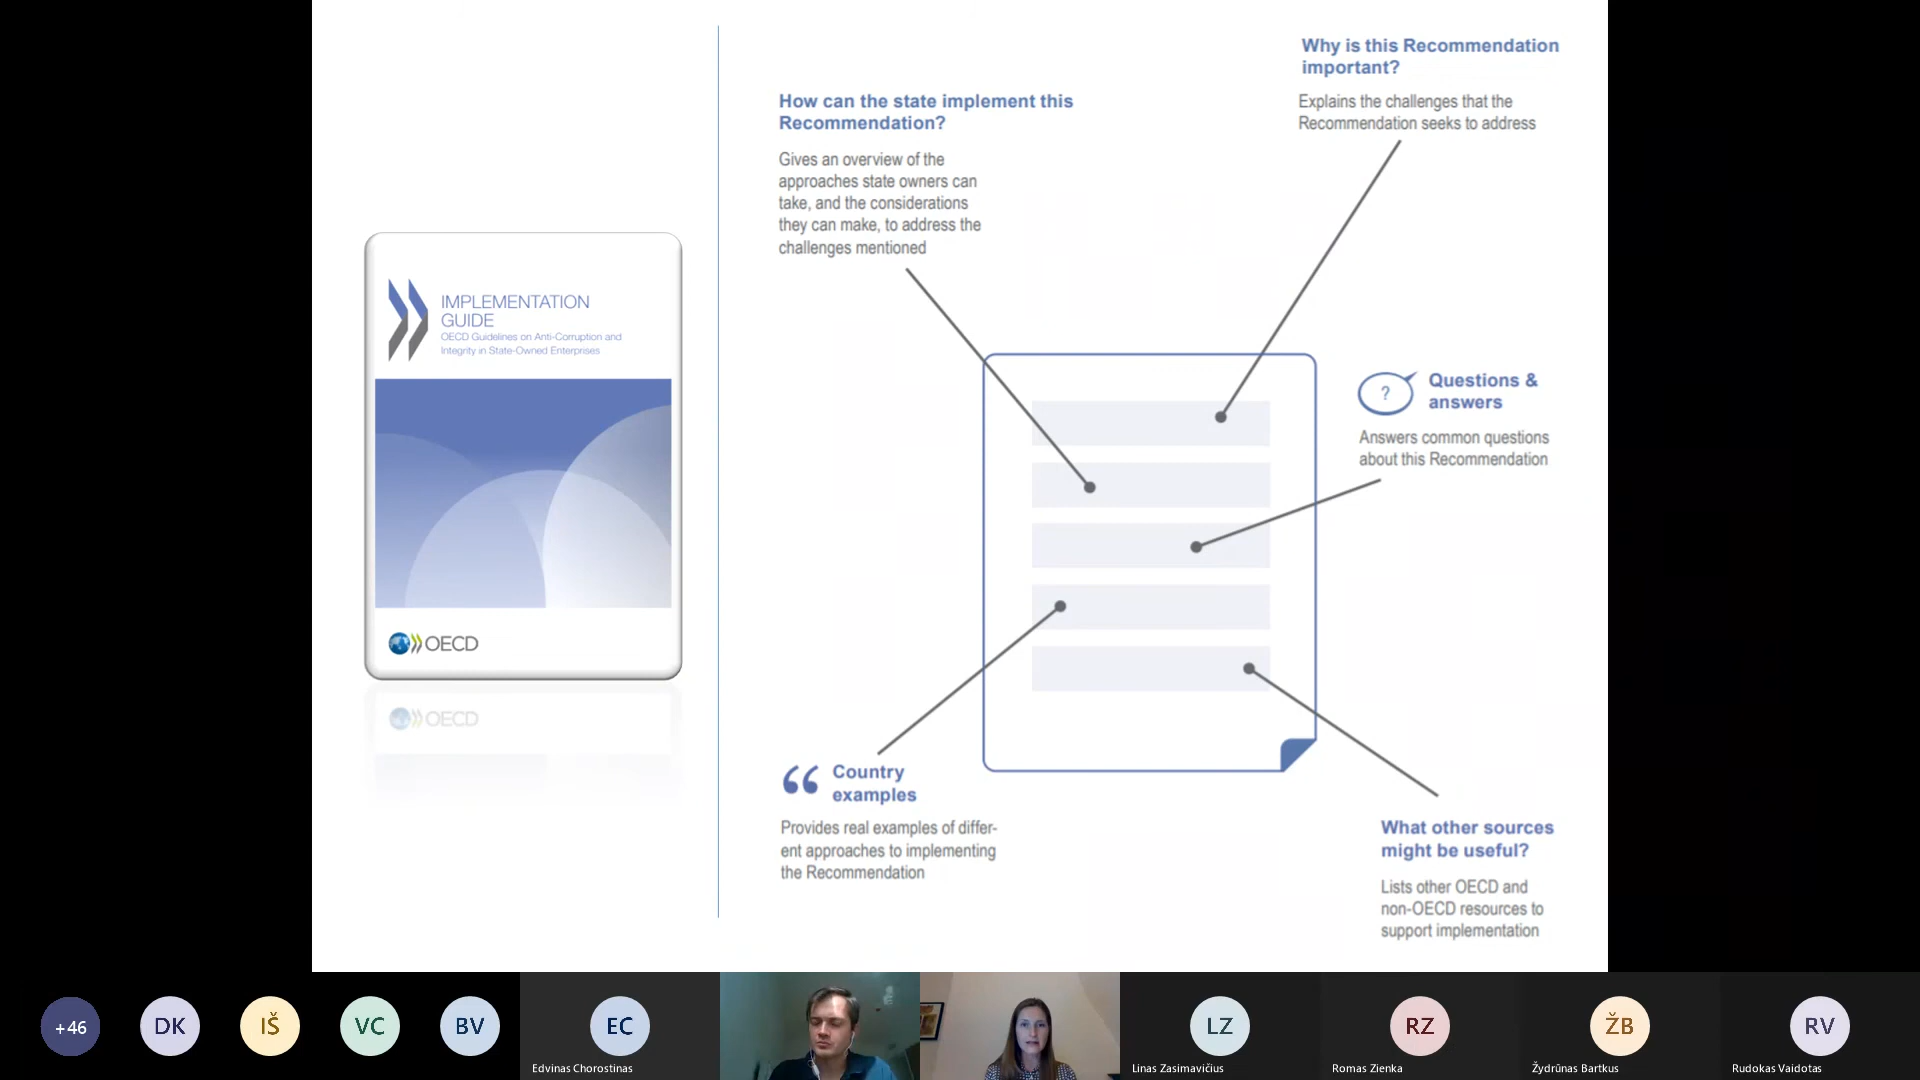 IMPLEMENTATION
GUIDE
OECD Guidelines on Anti-Corruption and
Integrity in State-Owned Enterprises
OECD
OECD
How can the state implement this
Recommendation?
Gives an overview of the
approaches state owners can
take, and the considerations
they can make, to address the
challenges mentioned
Why is this Recommendation
important?
Explains the challenges that the
Recommendation seeks to address
?
Questions &
answers
Answers common questions
about this Recommendation
Country
examples
Provides real examples of differ-
ent approaches to implementing
the Recommendation
What other sources
might be useful?
Lists other OECD and
non-OECD resources to
support implementation
+46
DK
IŠ
VC
BV
EC
Edvinas Chorostinas
LZ
Linas Zasimavičius
RZ
Romas Zienka
ŽB
Žydrūnas Bartkus
RV
Rudokas Vaidotas